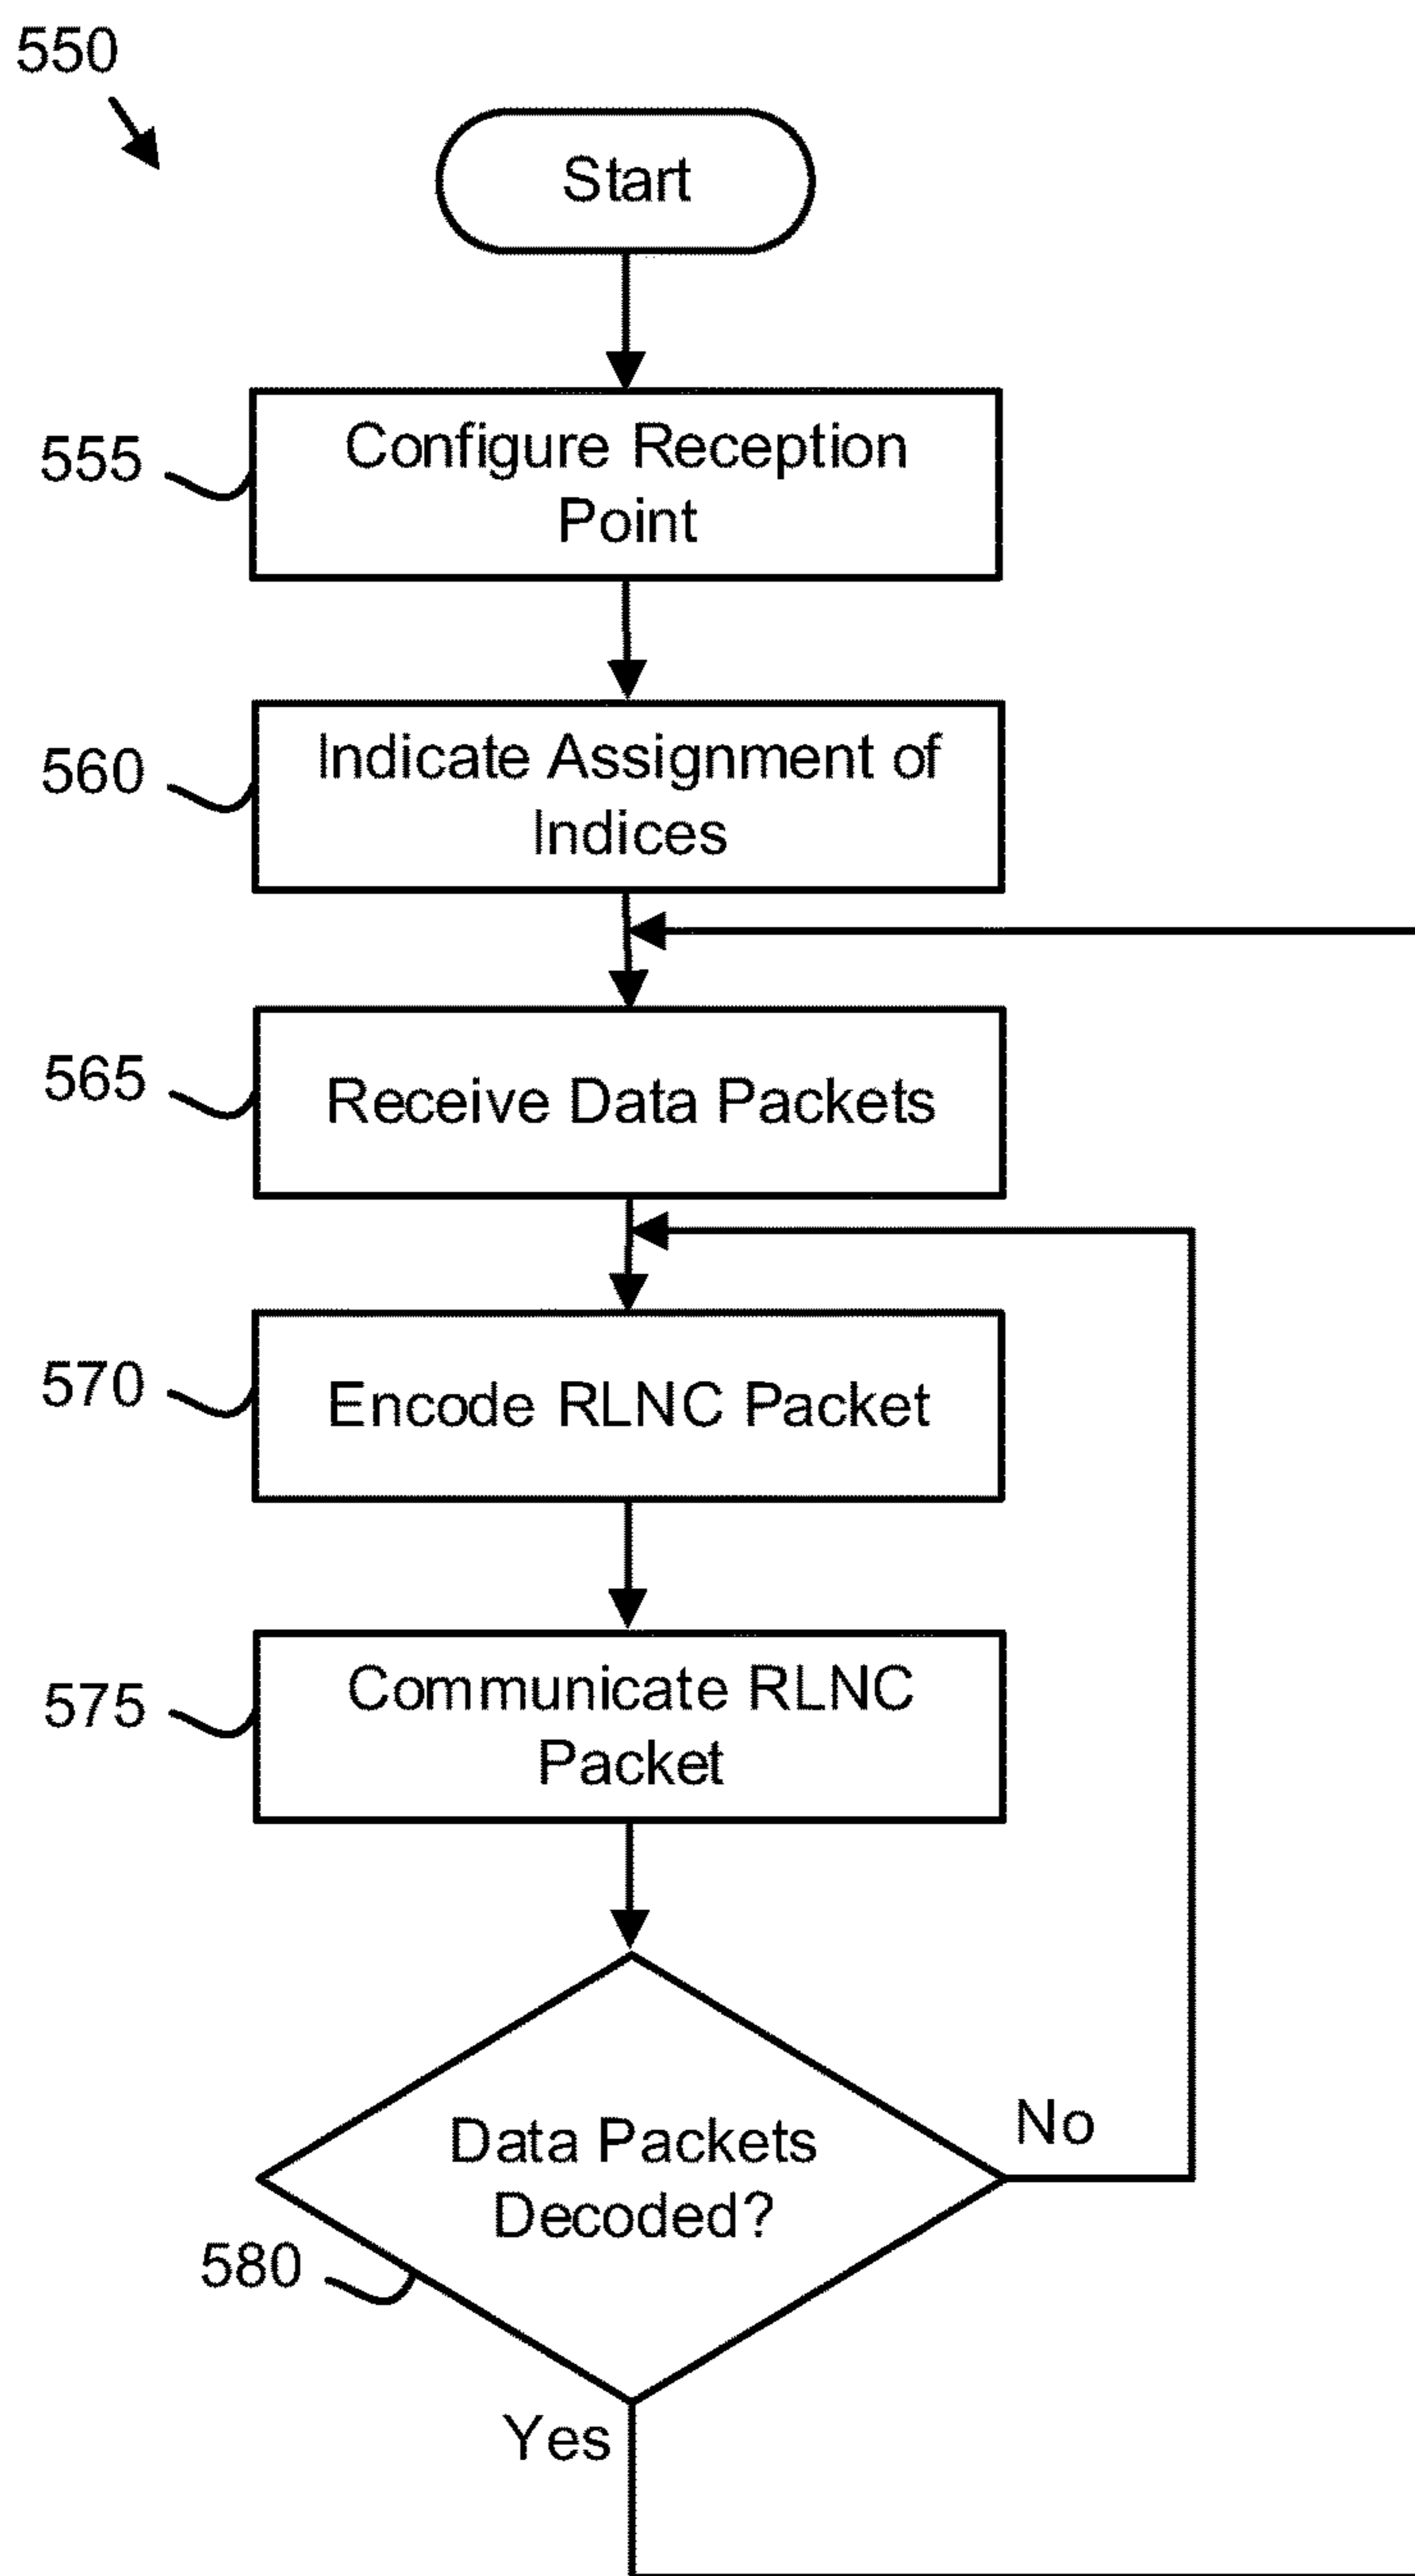 550
Start
555
Configure Reception
Point
560
Indicate Assignment of
Indices
565
Receive Data Packets
570
Encode RLNC Packet
575
Communicate RLNC
Packet
Data Packets
Decoded?
No
580
Yes